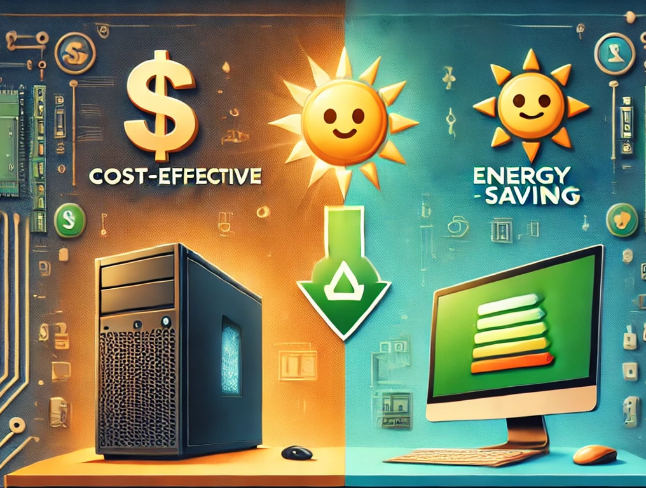 $
COST-EFFECTIVE
ENERGY
-SAVING
$
$